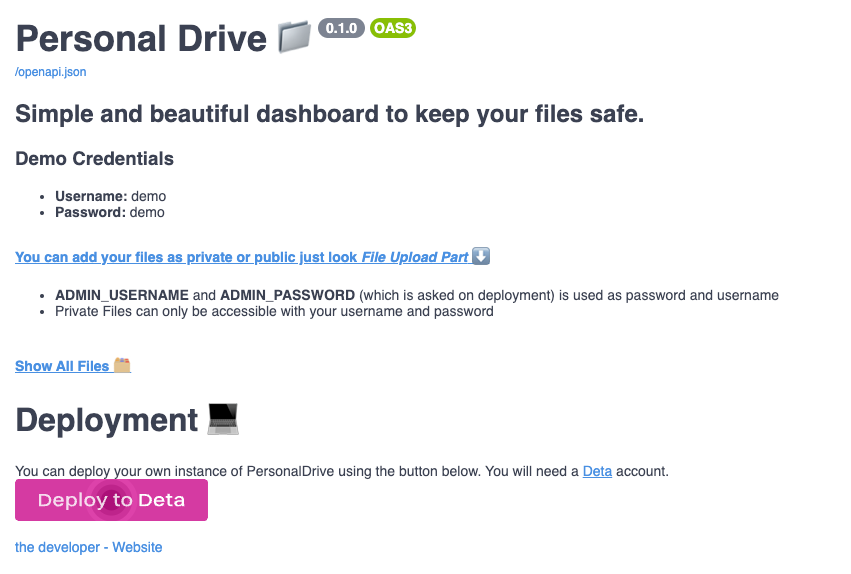 Personal Drive 0.1.0 OAS3
/openapi.json
Simple and beautiful dashboard to keep your files safe.
Demo Credentials
Username: demo
Password: demo
You can add your files as private or public just look File Upload Part
ADMIN_USERNAME and ADMIN_PASSWORD (which is asked on deployment) is used as password and username
Private Files can only be accessible with your username and password
Show All Files
Deployment
You can deploy your own instance of PersonalDrive using the button below. You will need a Deta account.
Deploy to Deta
the developer - Website